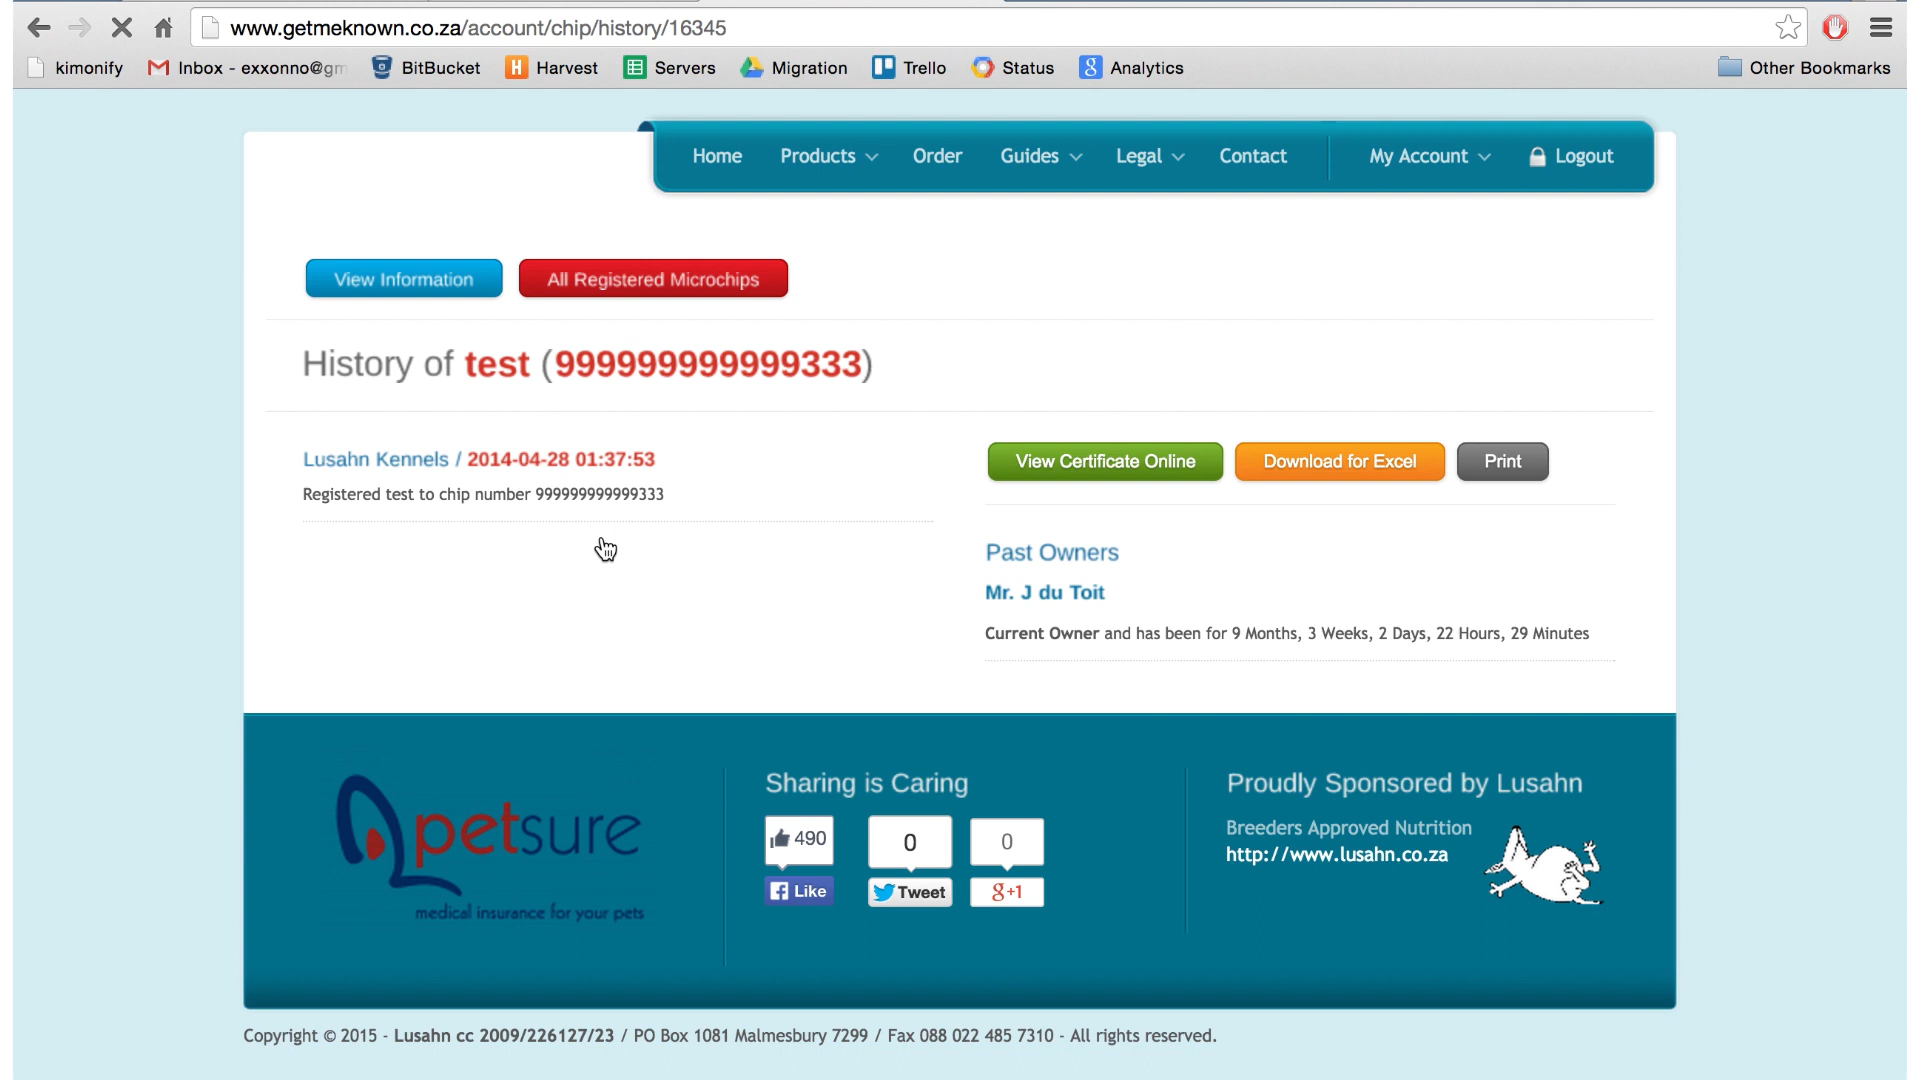 www.getmeknown.co.za/account/chip/history/16345
kimonify Inbox - exxonno@gm BitBucket Harvest Servers Migration Trello Status Analytics Other Bookmarks
Home Products Order Guides Legal Contact My Account Logout
View Information All Registered Microchips
History of test (999999999999333)
Lusahn Kennels / 2014-04-28 01:37:53
Registered test to chip number 999999999999333
View Certificate Online Download for Excel Print
Past Owners
Mr. J du Toit
Current Owner and has been for 9 Months, 3 Weeks, 2 Days, 22 Hours, 29 Minutes
petsure
medical insurance for your pets
Sharing is Caring
490 0 0
Like Tweet g+1
Proudly Sponsored by Lusahn
Breeders Approved Nutrition
http://www.lusahn.co.za
Copyright © 2015 - Lusahn cc 2009/226127/23 / PO Box 1081 Malmesbury 7299 / Fax 088 022 485 7310 - All rights reserved.